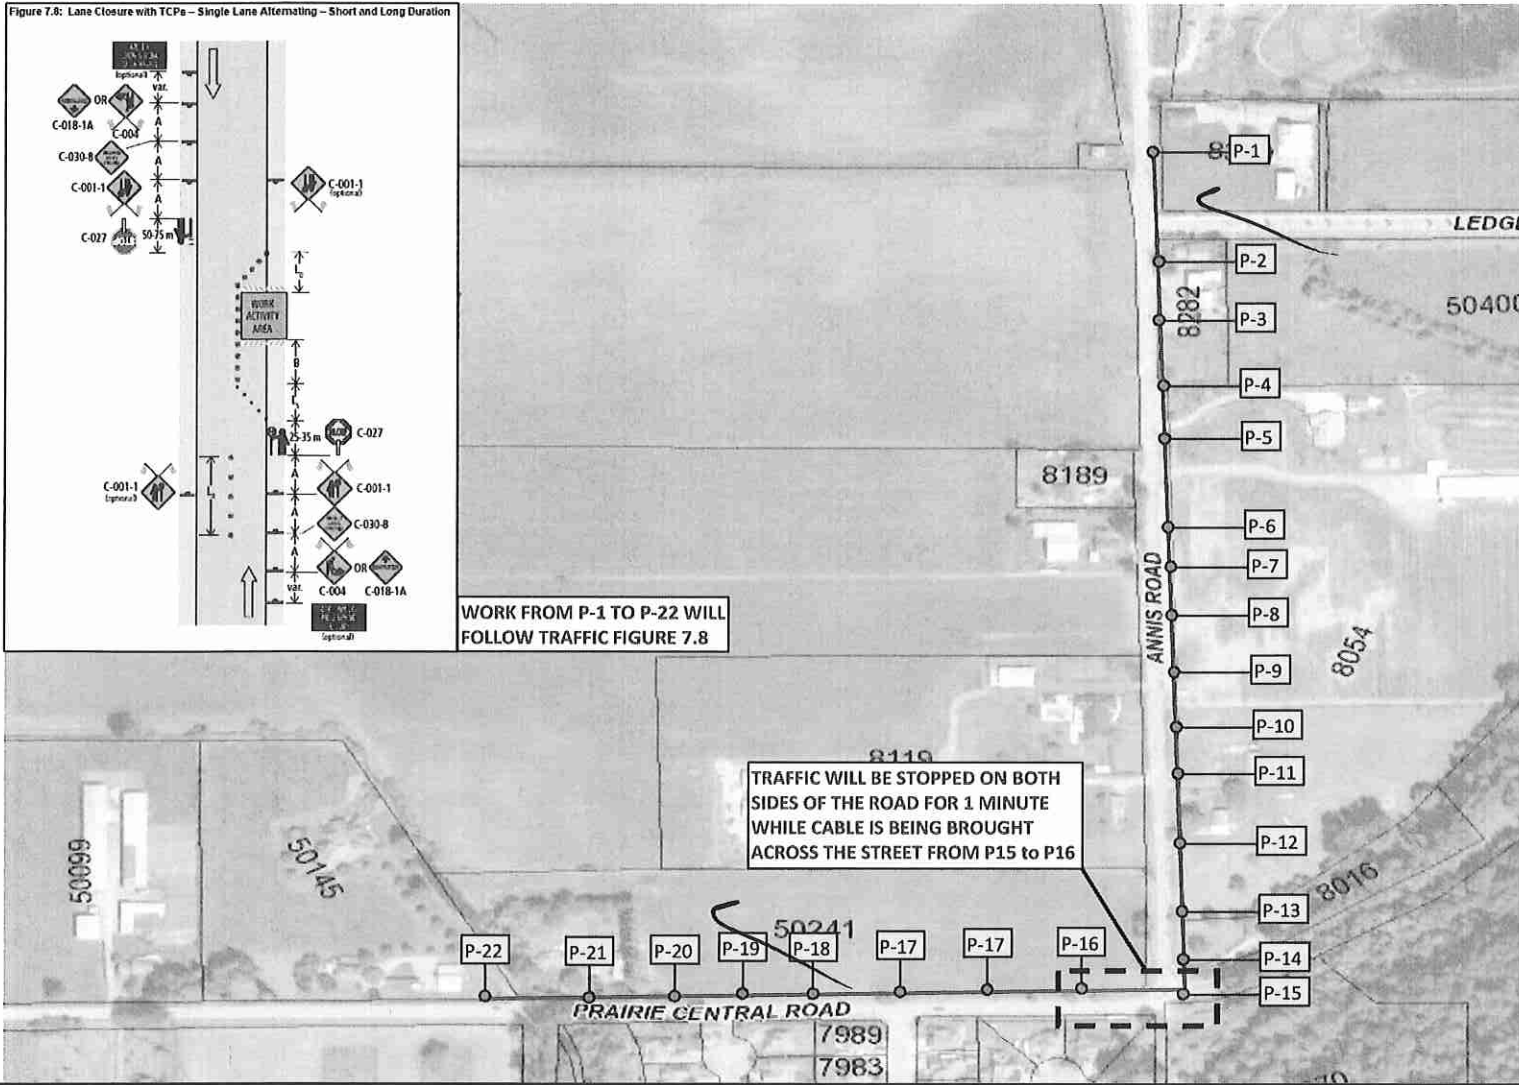 Figure 7.8: Lane Closure with TCPs – Single Lane Alternating – Short and Long Duration
(optional)
var.
OR
C-018-1A
C-004
A
C-030-8
A
C-001-1
A
C-027
50-75 m
C-001-1
(optional)
WORK
ACTIVITY
AREA
B
25-35 m
C-027
C-001-1
(optional)
A
C-001-1
A
C-030-8
A
OR
C-004
C-018-1A
var.
(optional)
WORK FROM P-1 TO P-22 WILL
FOLLOW TRAFFIC FIGURE 7.8
P-1
LEDGE
P-2
8282
P-3
50400
P-4
P-5
8189
P-6
P-7
ANNIS ROAD
P-8
8054
P-9
P-10
8119
P-11
TRAFFIC WILL BE STOPPED ON BOTH
SIDES OF THE ROAD FOR 1 MINUTE
WHILE CABLE IS BEING BROUGHT
ACROSS THE STREET FROM P15 to P16
P-12
50099
50145
8016
P-13
50241
P-22
P-21
P-20
P-19
P-18
P-17
P-17
P-16
P-14
P-15
PRAIRIE CENTRAL ROAD
7989
7983